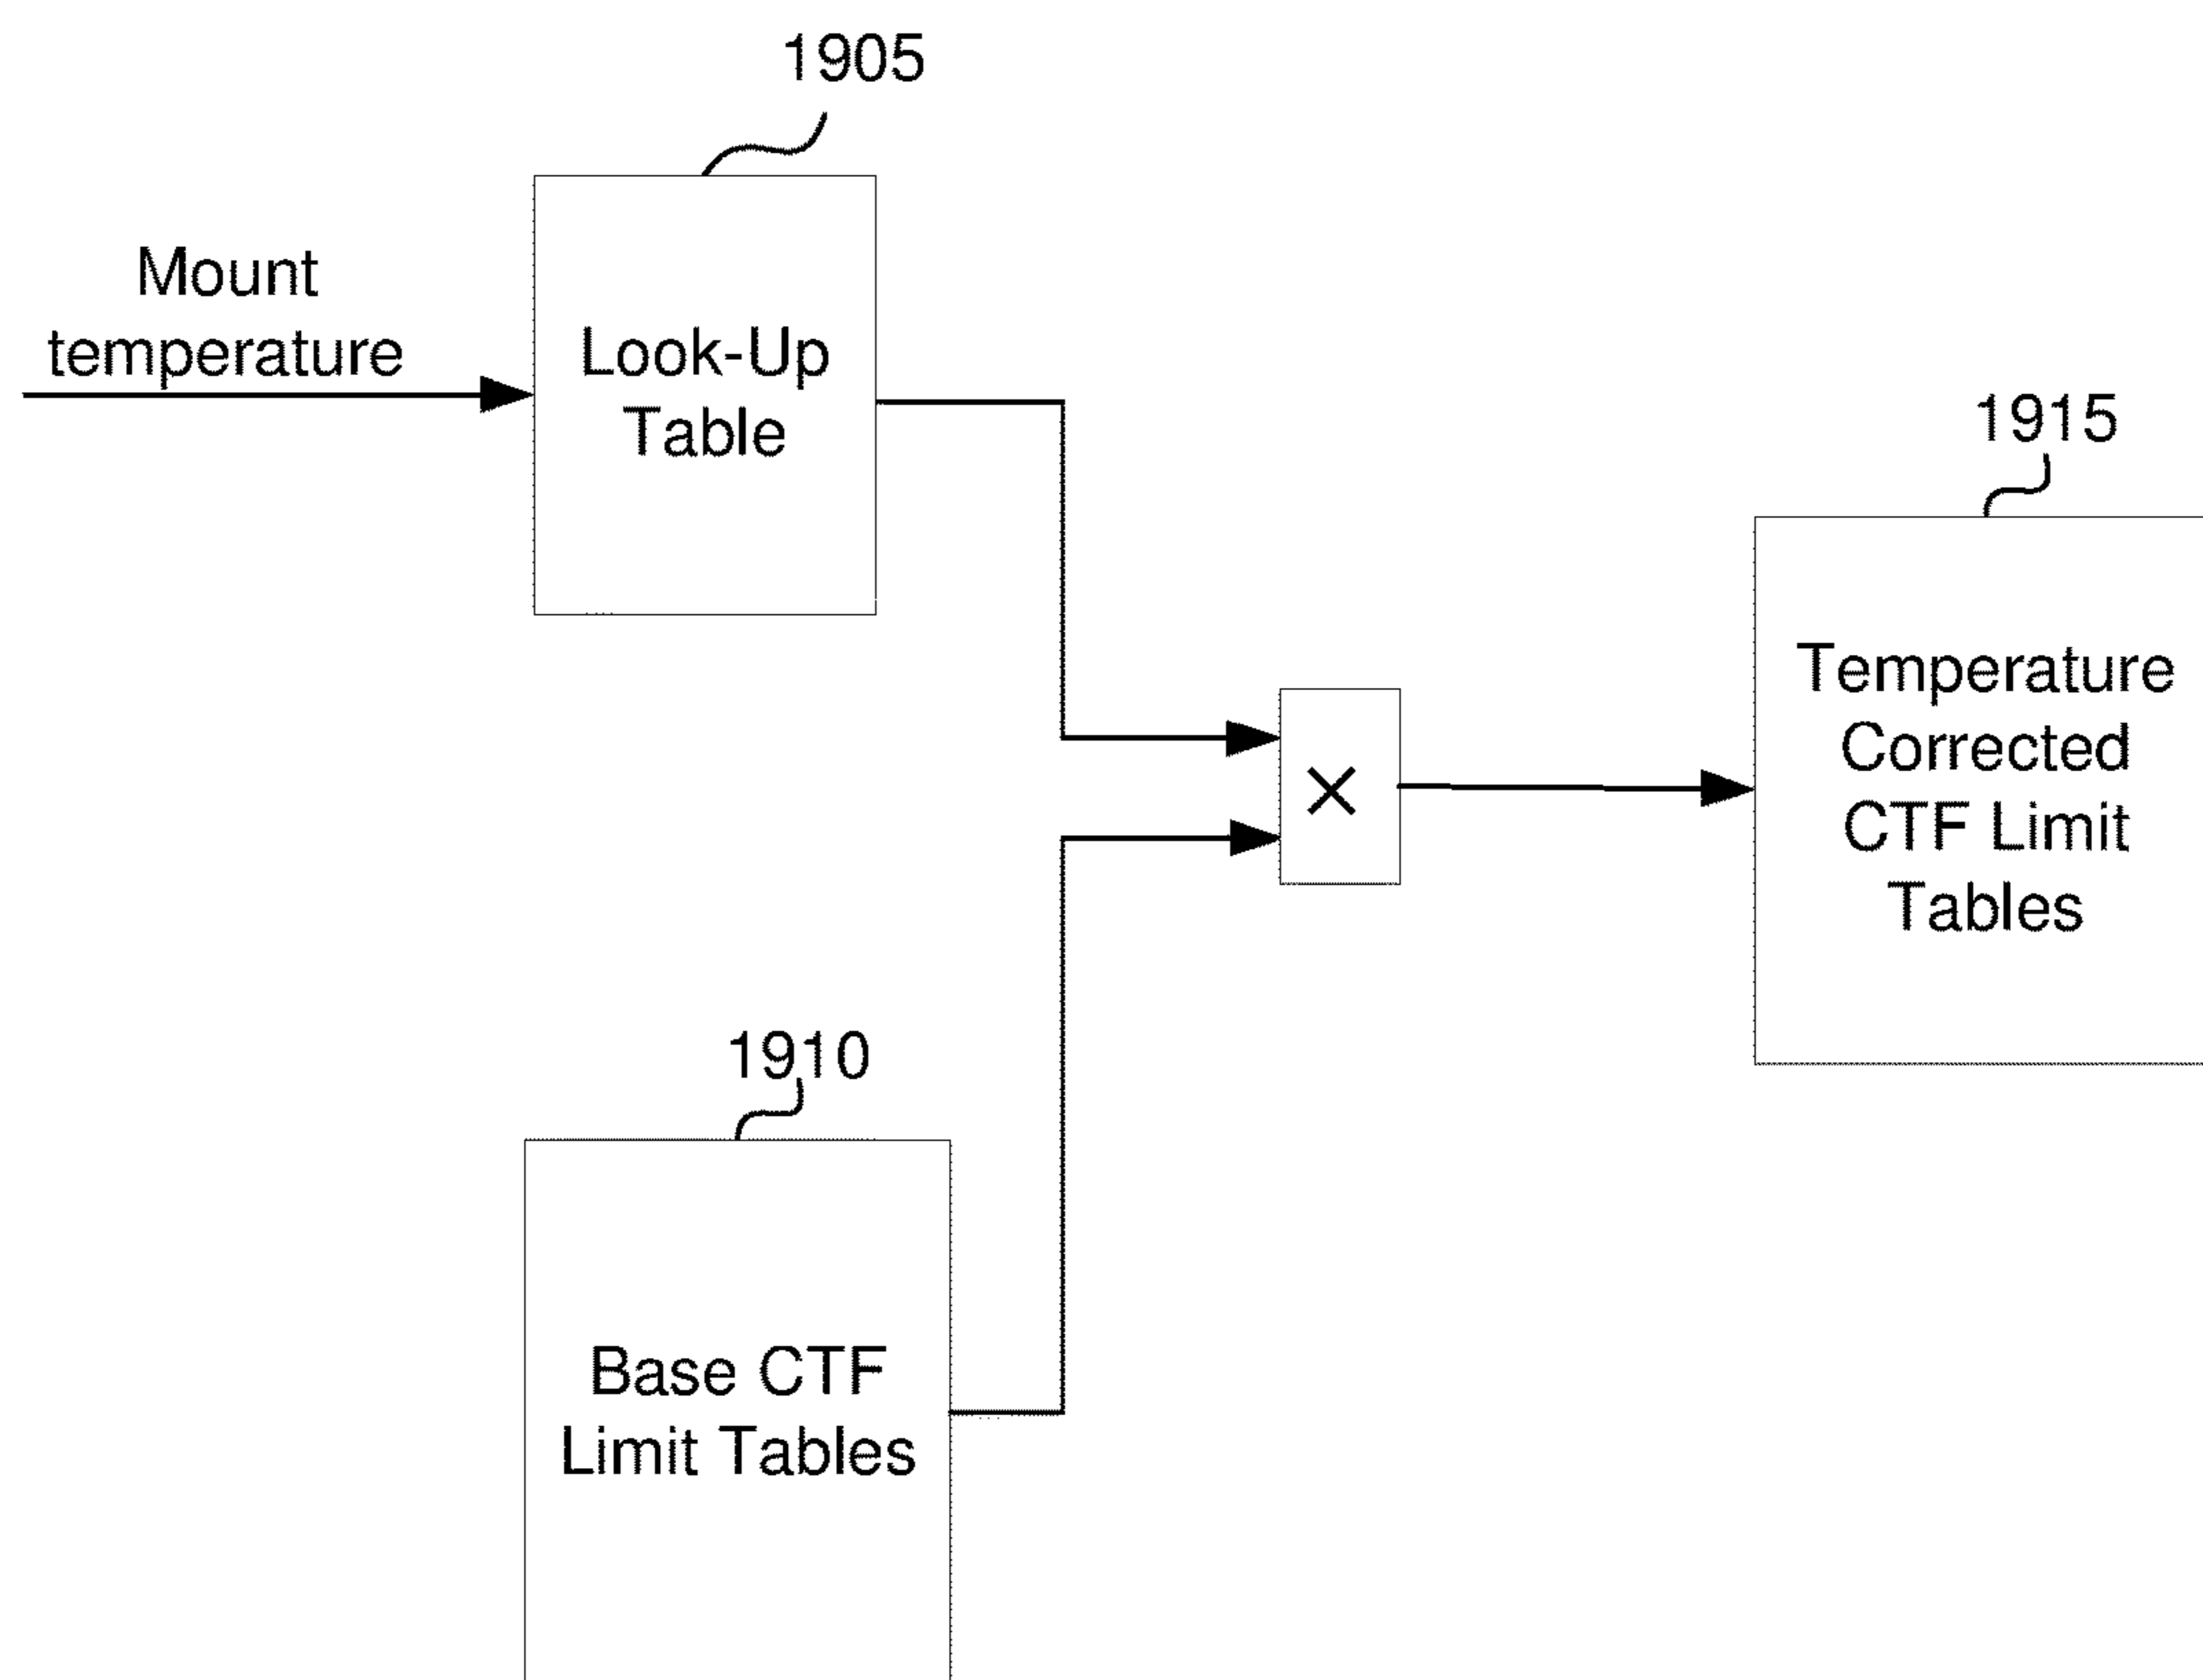 1905
Mount
temperature
Look-Up
Table
1915
Temperature
Corrected
CTF Limit
Tables
×
1910
Base CTF
Limit Tables